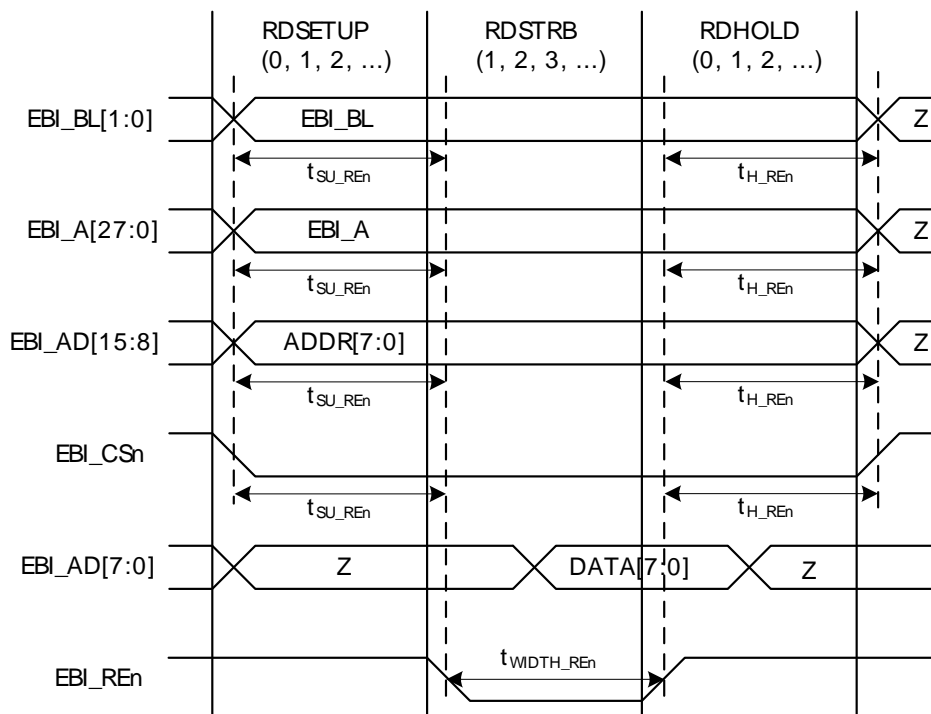 RDSETUP RDSTRB RDHOLD
(0, 1, 2, ...) (1, 2, 3, ...) (0, 1, 2, ...)
EBI_BL[1:0] EBI_BL Z
tSU_REn tH_REn
EBI_A[27:0] EBI_A Z
tSU_REn tH_REn
EBI_AD[15:8] ADDR[7:0] Z
tSU_REn tH_REn
EBI_CSn
tSU_REn tH_REn
EBI_AD[7:0] Z DATA[7:0] Z
EBI_REn tWIDTH_REn